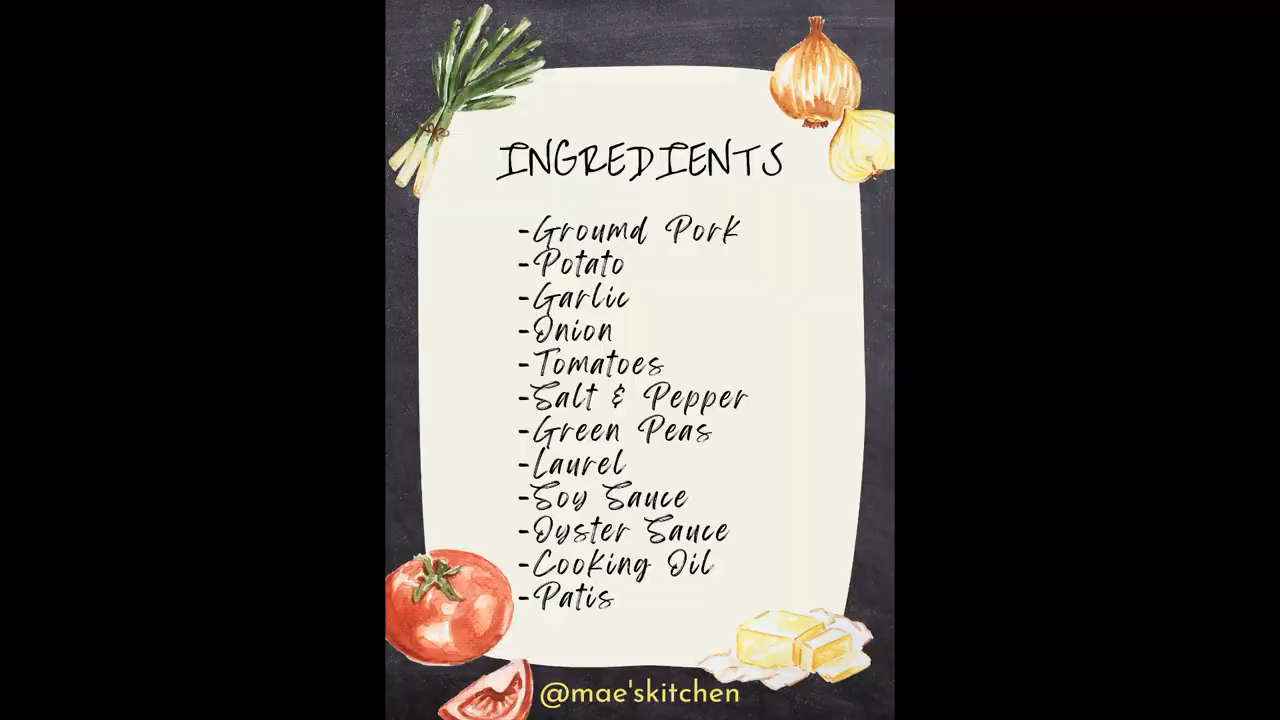 INGREDIENTS
-Groumd Pork
-Potato
-Garlic
-Onion
-Tomatoes
-Salt & Pepper
-Green Peas
-Laurel
-Soy Sauce
-Oyster Sauce
-Cooking Oil
-Patis
@mae'skitchen